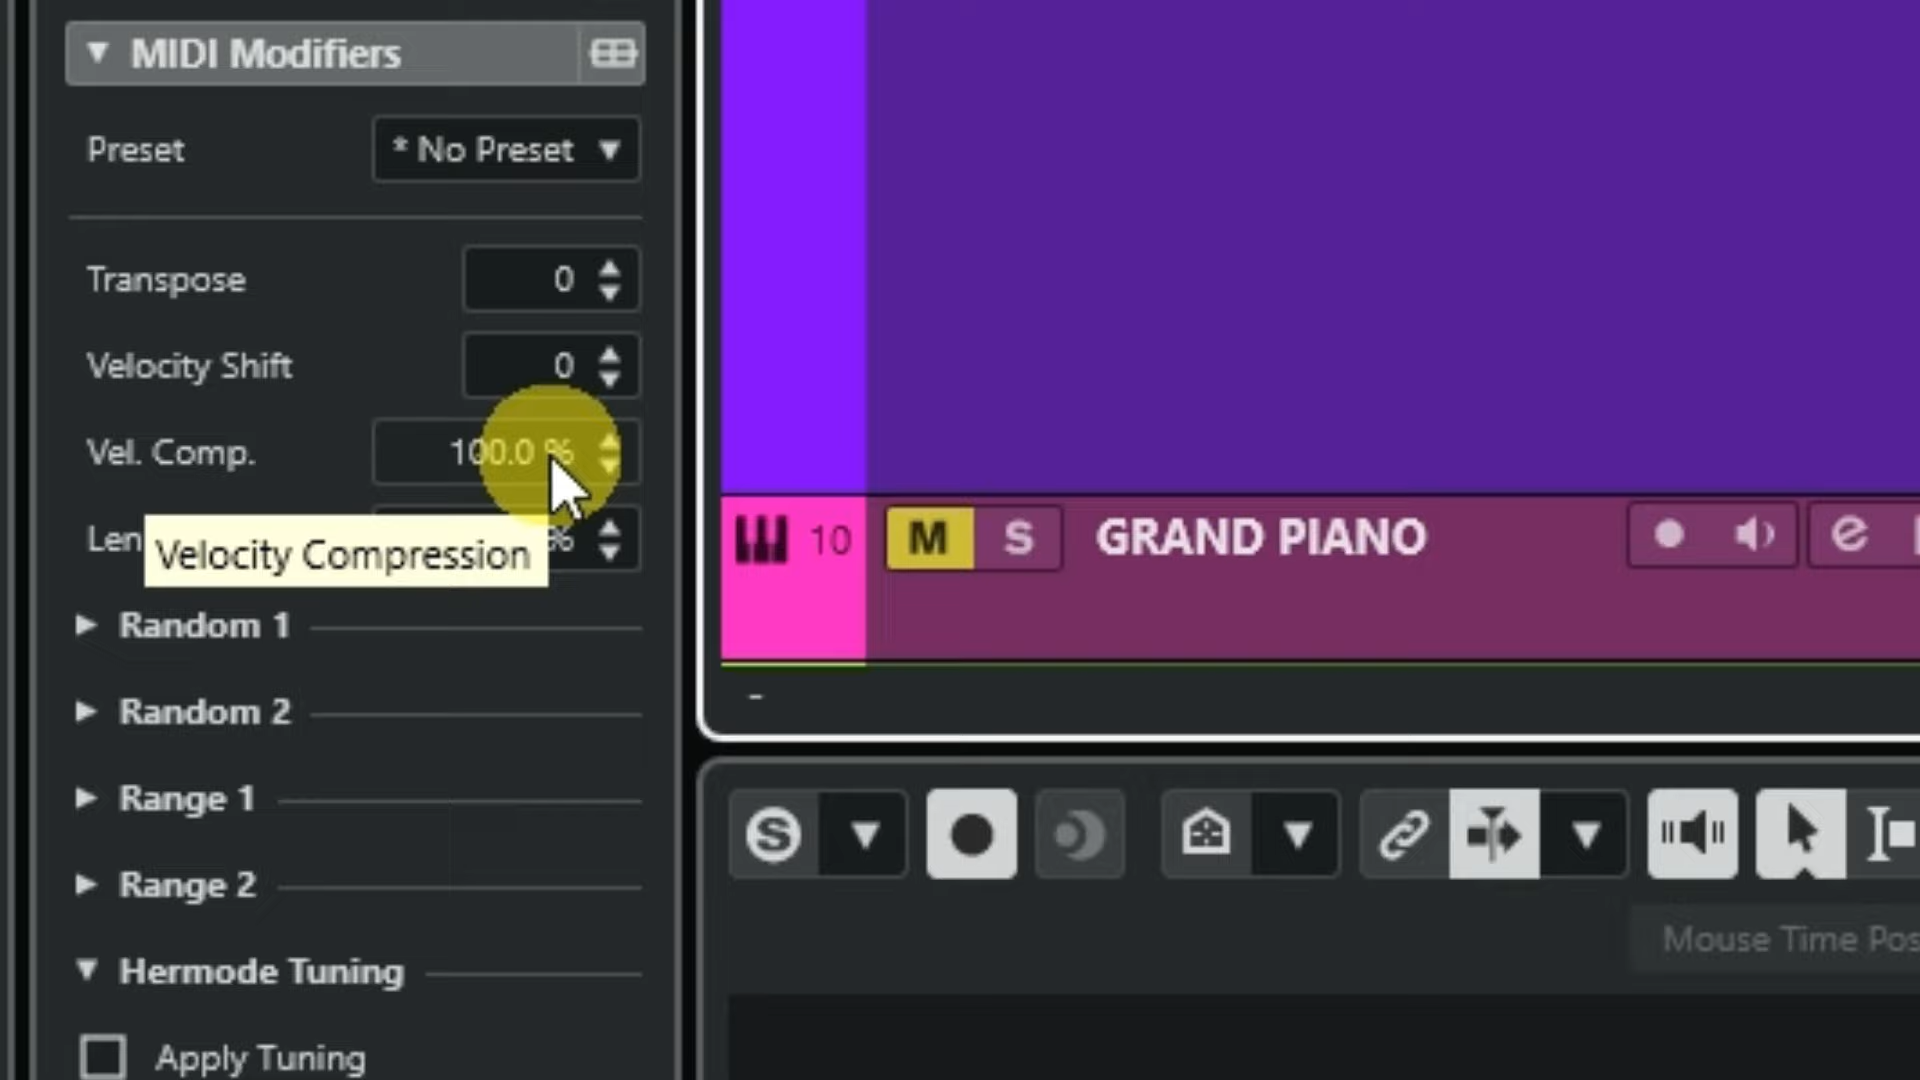 MIDI Modifiers
Preset * No Preset
Transpose 0
Velocity Shift 0
Vel. Comp. 100.0 %
Len %
Velocity Compression
Random 1
Random 2
Range 1
Range 2
Hermode Tuning
Apply Tuning
10 M S GRAND PIANO e
-
S
Mouse Time Pos